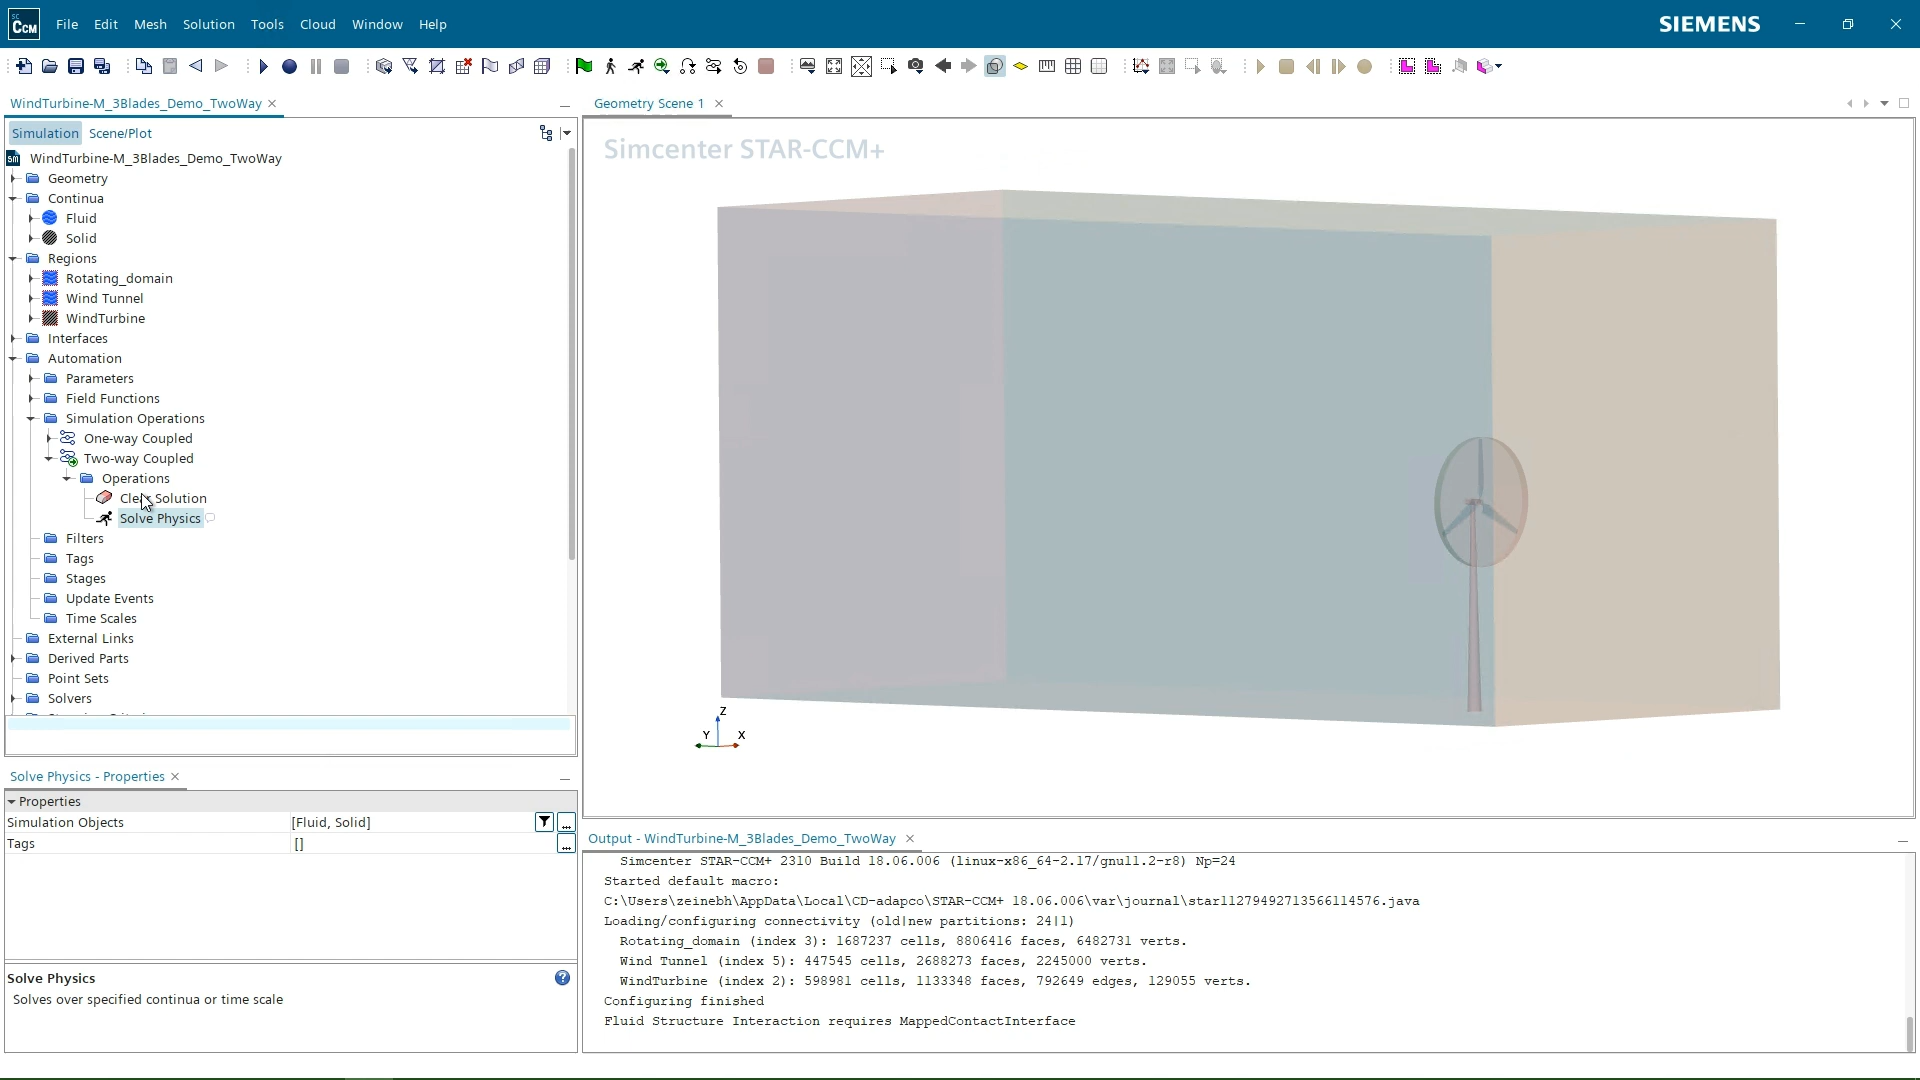 CCM
File Edit Mesh Solution Tools Cloud Window Help
SIEMENS
WindTurbine-M_3Blades_Demo_TwoWay
Simulation Scene/Plot
WindTurbine-M_3Blades_Demo_TwoWay
Geometry
Continua
Fluid
Solid
Regions
Rotating_domain
Wind Tunnel
WindTurbine
Interfaces
Automation
Parameters
Field Functions
Simulation Operations
One-way Coupled
Two-way Coupled
Operations
Clear Solution
Solve Physics
Filters
Tags
Stages
Update Events
Time Scales
External Links
Derived Parts
Point Sets
Solvers
Solve Physics - Properties
Properties
Simulation Objects [Fluid, Solid]
Tags []
Solve Physics
Solves over specified continua or time scale
Geometry Scene 1
Simcenter STAR-CCM+
Z
Y X
Output - WindTurbine-M_3Blades_Demo_TwoWay
Simcenter STAR-CCM+ 2310 Build 18.06.006 (linux-x86_64-2.17/gnu11.2-r8) Np=24
Started default macro:
C:\Users\zeinebh\AppData\Local\CD-adapco\STAR-CCM+ 18.06.006\var\journal\star11279492713566114576.java
Loading/configuring connectivity (old|new partitions: 24|1)
Rotating_domain (index 3): 1687237 cells, 8806416 faces, 6482731 verts.
Wind Tunnel (index 5): 447545 cells, 2688273 faces, 2245000 verts.
WindTurbine (index 2): 598981 cells, 1133348 faces, 792649 edges, 129055 verts.
Configuring finished
Fluid Structure Interaction requires MappedContactInterface